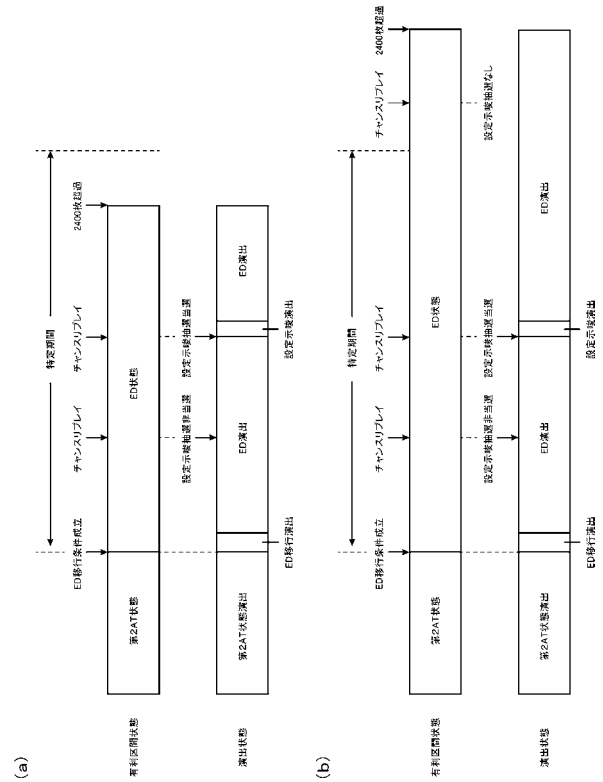 (a)
特定期間
ED移行条件成立
チャンスリプレイ
チャンスリプレイ
2400枚超過
有利区間状態
第2AT状態
ED状態
設定示唆抽選非当選
設定示唆抽選当選
演出状態
第2AT状態演出
ED演出
ED演出
ED移行演出
設定示唆演出
(b)
特定期間
ED移行条件成立
チャンスリプレイ
チャンスリプレイ
チャンスリプレイ
2400枚超過
有利区間状態
第2AT状態
ED状態
設定示唆抽選非当選
設定示唆抽選当選
設定示唆抽選なし
演出状態
第2AT状態演出
ED演出
ED演出
ED移行演出
設定示唆演出